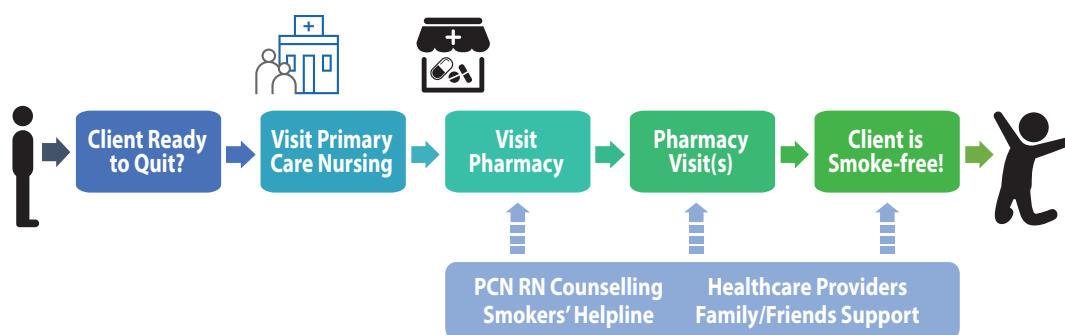 Client Ready
to Quit?
Visit Primary
Care Nursing
Visit
Pharmacy
Pharmacy
Visit(s)
Client is
Smoke-free!
PCN RN Counselling
Smokers’ Helpline
Healthcare Providers
Family/Friends Support